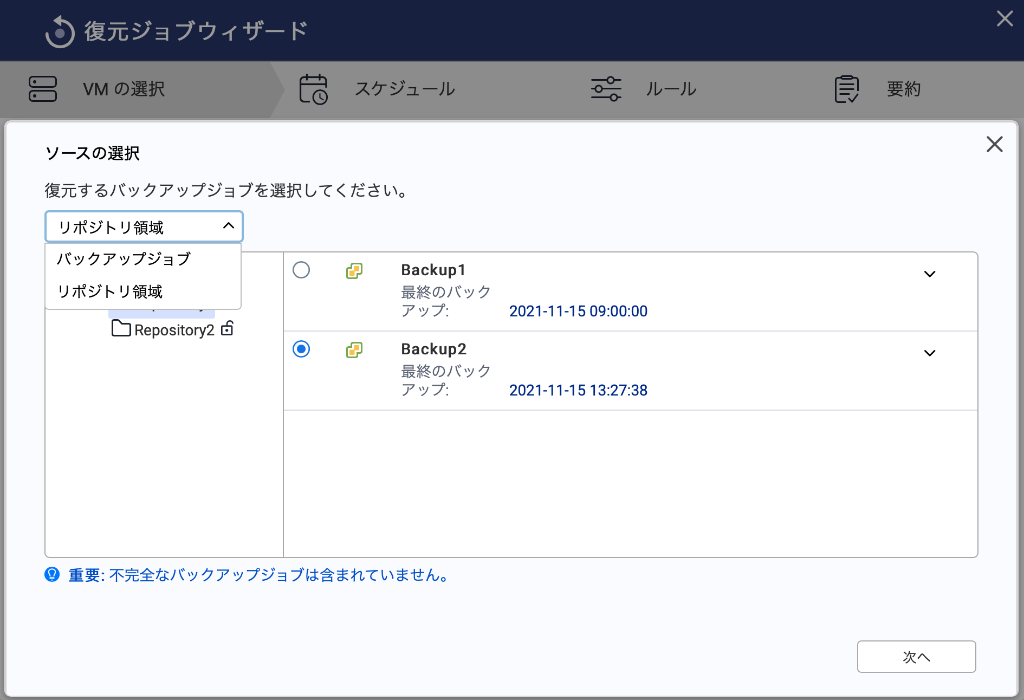 復元ジョブウィザード
VM の選択
スケジュール
ルール
要約
ソースの選択
復元するバックアップジョブを選択してください。
リポジトリ領域
バックアップジョブ
リポジトリ領域
Repository2
Backup1
最終のバック
アップ:
2021-11-15 09:00:00
Backup2
最終のバック
アップ:
2021-11-15 13:27:38
重要: 不完全なバックアップジョブは含まれていません。
次へ